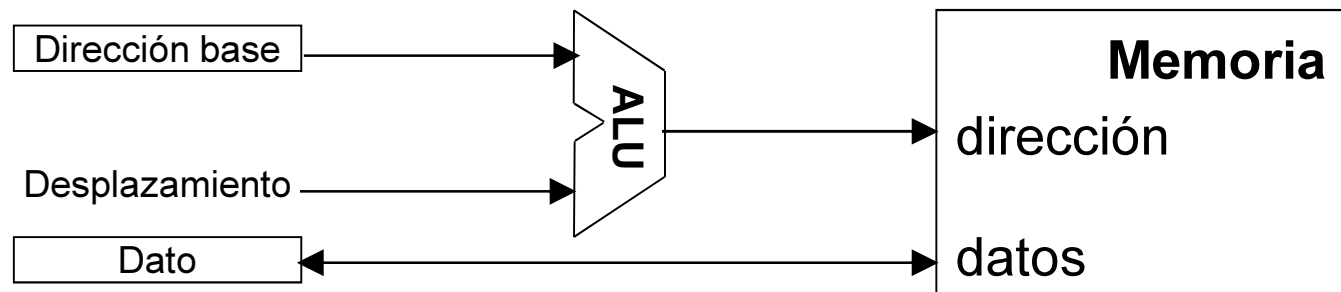 Dirección base
Memoria
ALU
dirección
Desplazamiento
Dato
datos